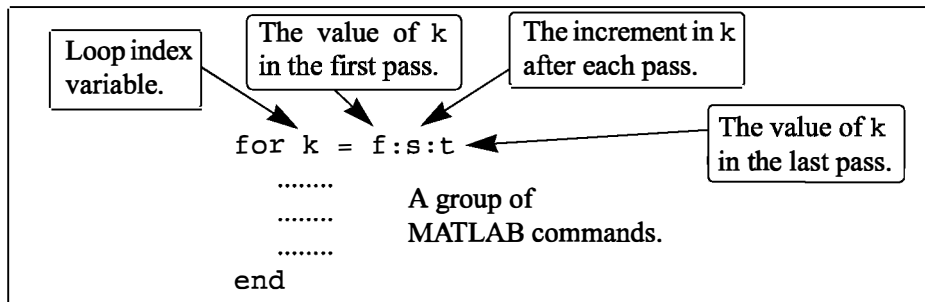 Loop index
variable.
The value of k
in the first pass.
The increment in k
after each pass.
for k = f:s:t
The value of k
in the last pass.
........
........
........
A group of
MATLAB commands.
end